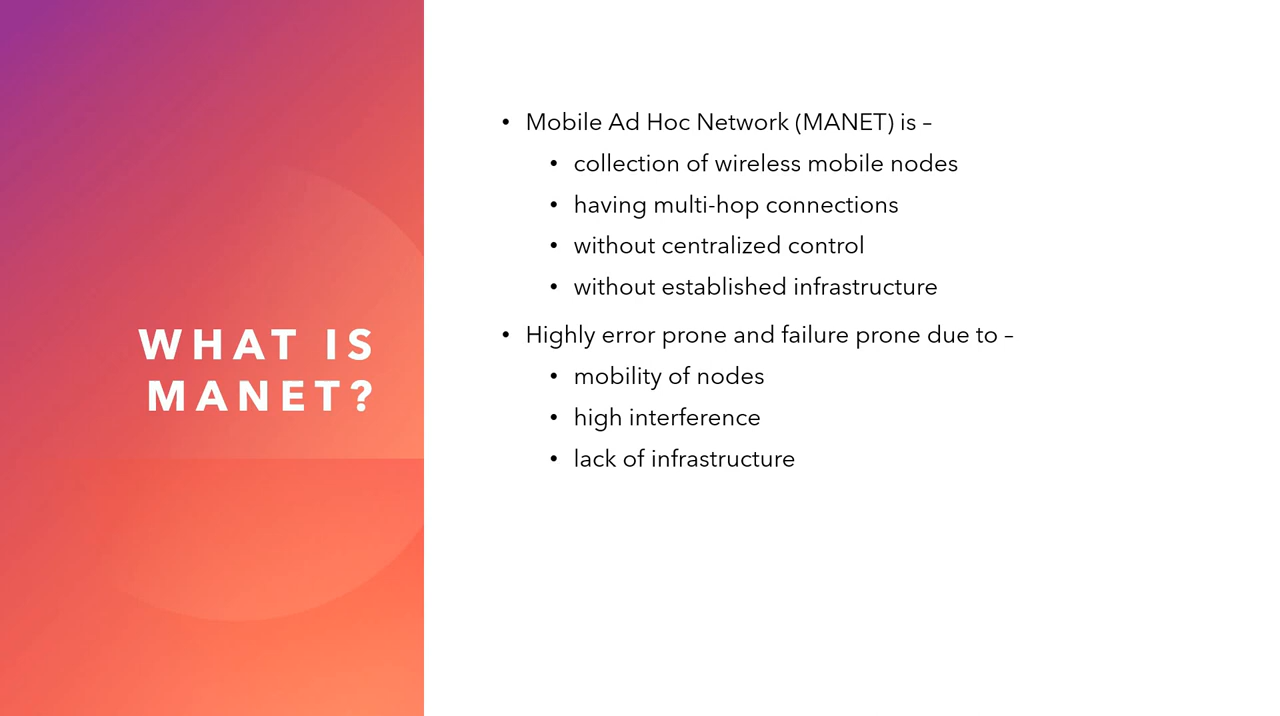 WHAT IS
MANET?
• Mobile Ad Hoc Network (MANET) is –
• collection of wireless mobile nodes
• having multi-hop connections
• without centralized control
• without established infrastructure
• Highly error prone and failure prone due to –
• mobility of nodes
• high interference
• lack of infrastructure